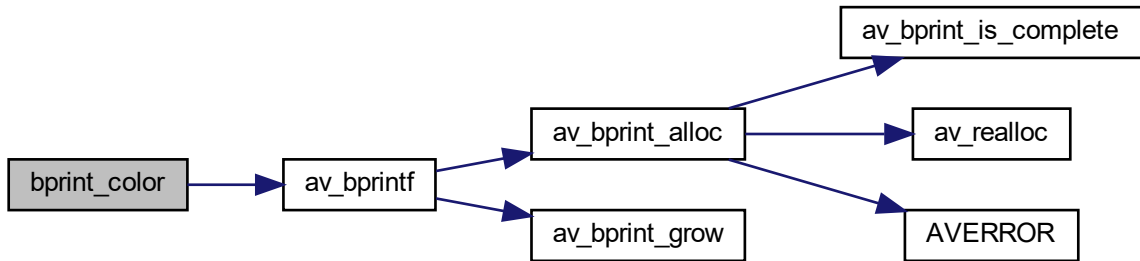 bprint_color
av_bprintf
av_bprint_alloc
av_bprint_grow
av_bprint_is_complete
av_realloc
AVERROR